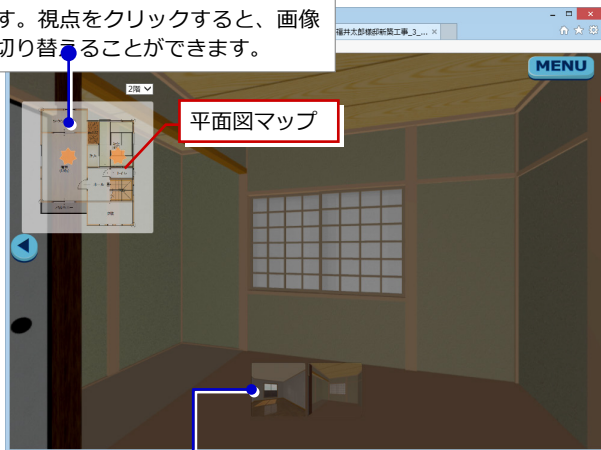 す。視点をクリックすると、画像
切り替えることができます。
福井太郎様邸新築工事_3_... ×
MENU
2階
平面図マップ